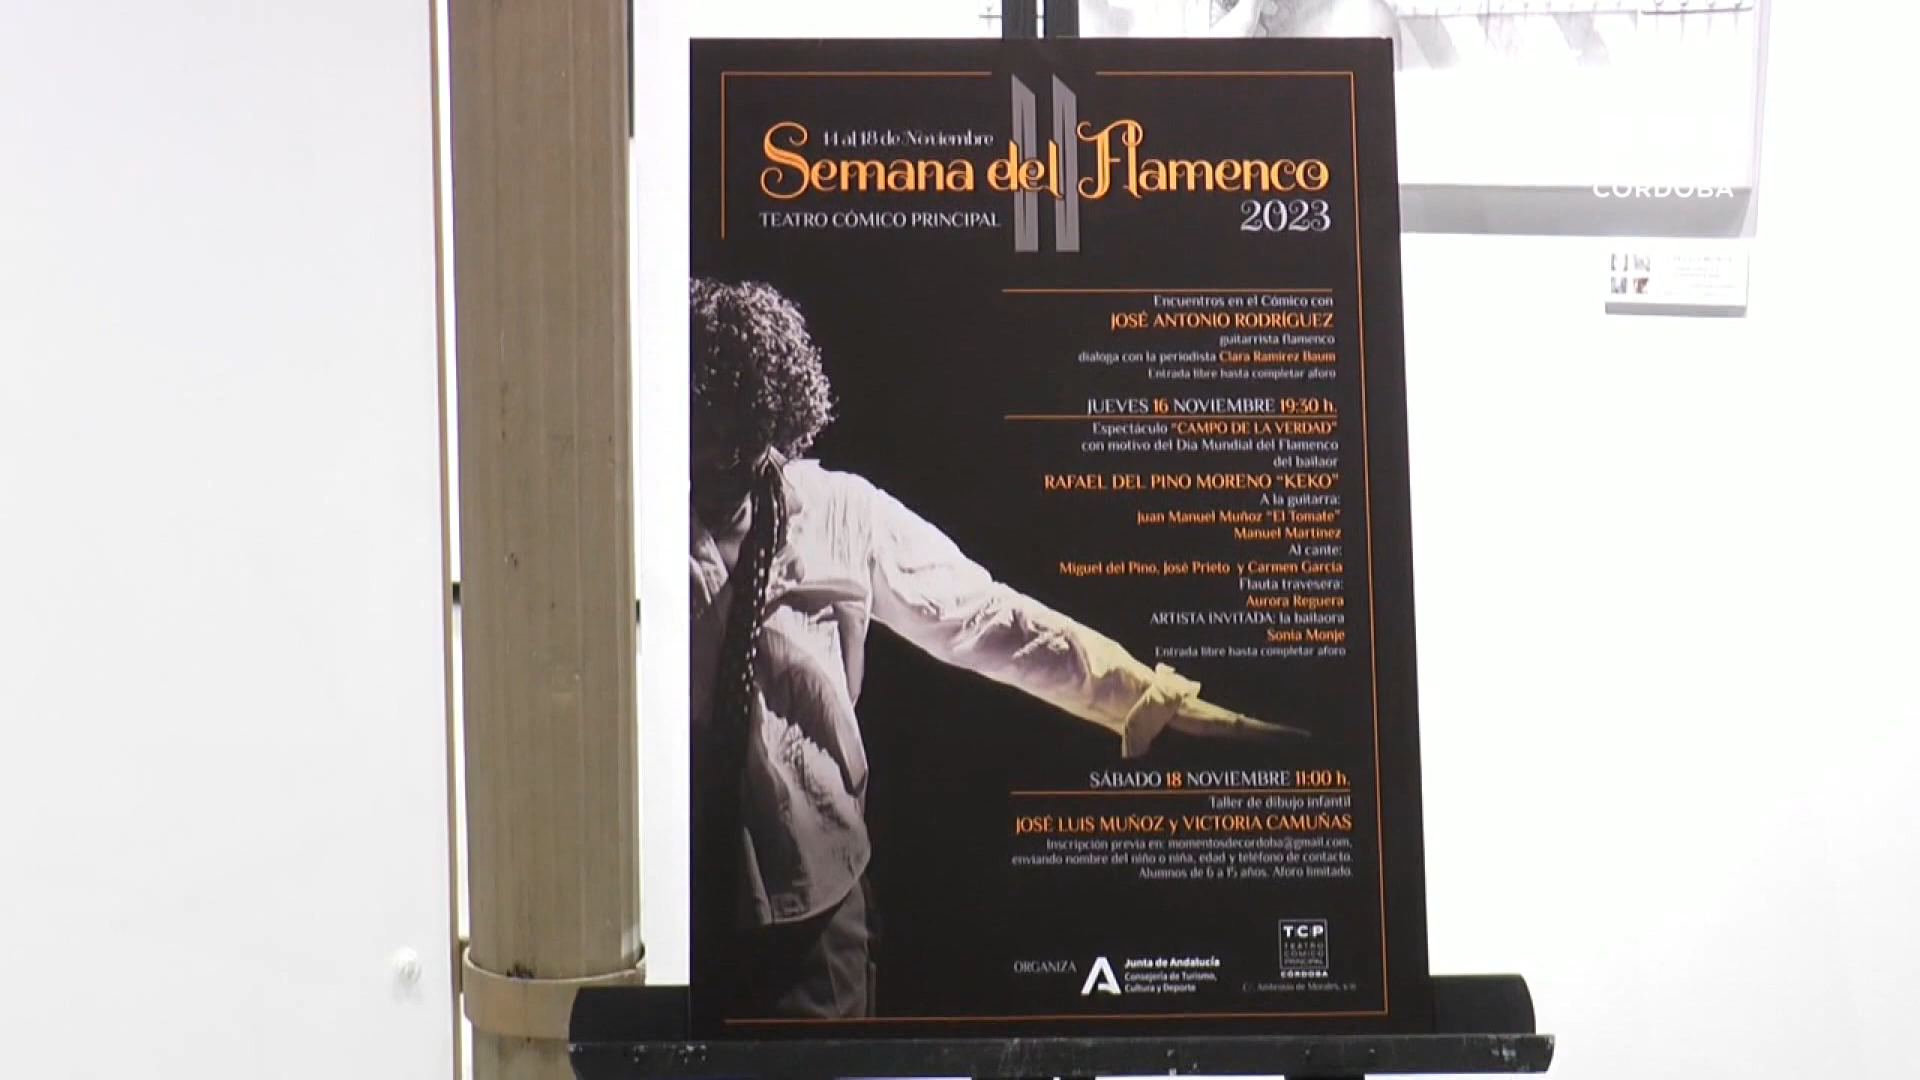 14 al 18 de Noviembre
II Semana del Flamenco
TEATRO CÓMICO PRINCIPAL
2023
Encuentros en el Cómico con
JOSÉ ANTONIO RODRÍGUEZ
guitarrista flamenco
dialoga con la periodista Clara Ramírez Baum
Entrada libre hasta completar aforo
JUEVES 16 NOVIEMBRE 19:30 h.
Espectáculo "CAMPO DE LA VERDAD"
con motivo del Día Mundial del Flamenco
del bailaor
RAFAEL DEL PINO MORENO "KEKO"
A la guitarra:
Juan Manuel Muñoz "El Tomate"
Manuel Martínez
Al cante:
Miguel del Pino, José Prieto y Carmen García
Flauta travesera:
Aurora Reguera
ARTISTA INVITADA: la bailaora
Sonia Monje
Entrada libre hasta completar aforo
SÁBADO 18 NOVIEMBRE 11:00 h.
Taller de dibujo infantil
JOSÉ LUIS MUÑOZ y VICTORIA CAMUÑAS
Inscripción previa en: momentosdecordoba@gmail.com,
enviando nombre del niño o niña, edad y teléfono de contacto.
Alumnos de 6 a 15 años. Aforo limitado.
ORGANIZA
Junta de Andalucía
Consejería de Turismo,
Cultura y Deporte
TCP
TEATRO
CÓMICO
PRINCIPAL
CÓRDOBA
C/. Ambrosio de Morales, s/n
CÓRDOBA